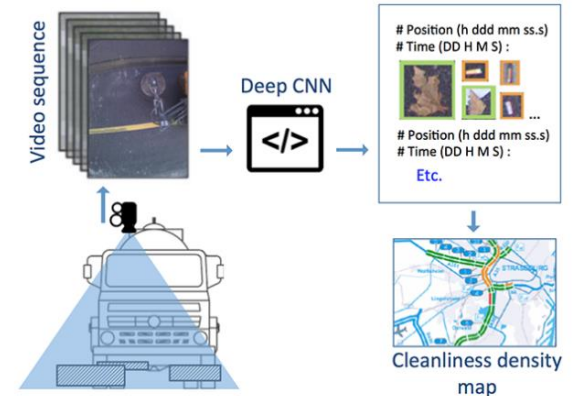 Video sequence
Deep CNN
</>
# Position (h ddd mm ss.s)
# Time (DD H M S) :
...
# Position (h ddd mm ss.s)
# Time (DD H M S) :
Etc.
STRASBOURG
Cleanliness density
map